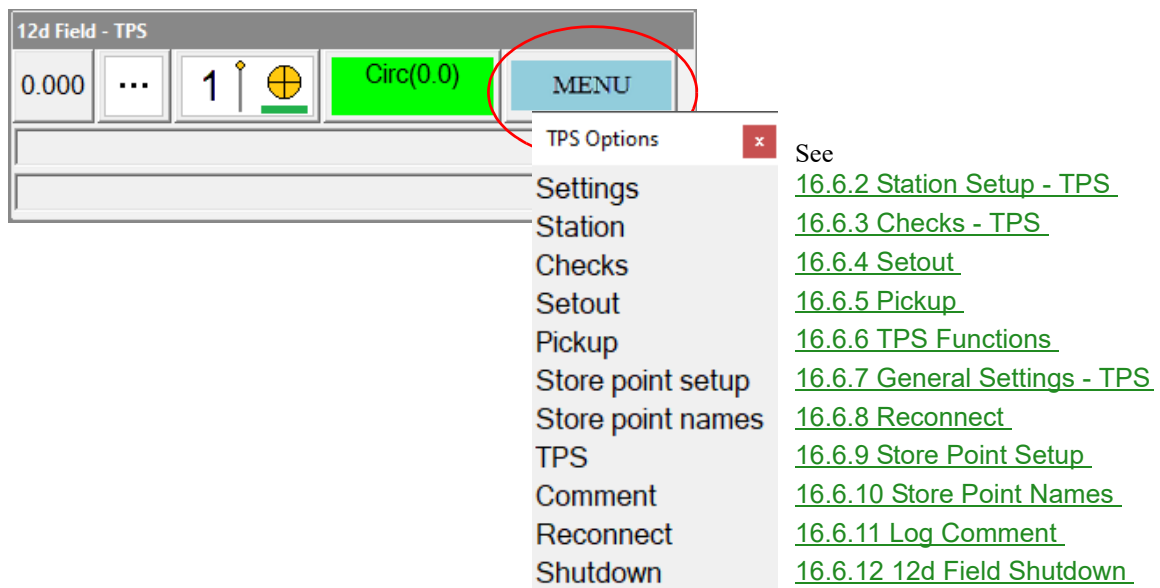 12d Field - TPS
0.000 ... 1 Circ(0.0) MENU
TPS Options x
See
Settings 16.6.2 Station Setup - TPS
Station 16.6.3 Checks - TPS
Checks 16.6.4 Setout
Setout 16.6.5 Pickup
Pickup 16.6.6 TPS Functions
Store point setup 16.6.7 General Settings - TPS
Store point names 16.6.8 Reconnect
TPS 16.6.9 Store Point Setup
Comment 16.6.10 Store Point Names
Reconnect 16.6.11 Log Comment
Shutdown 16.6.12 12d Field Shutdown